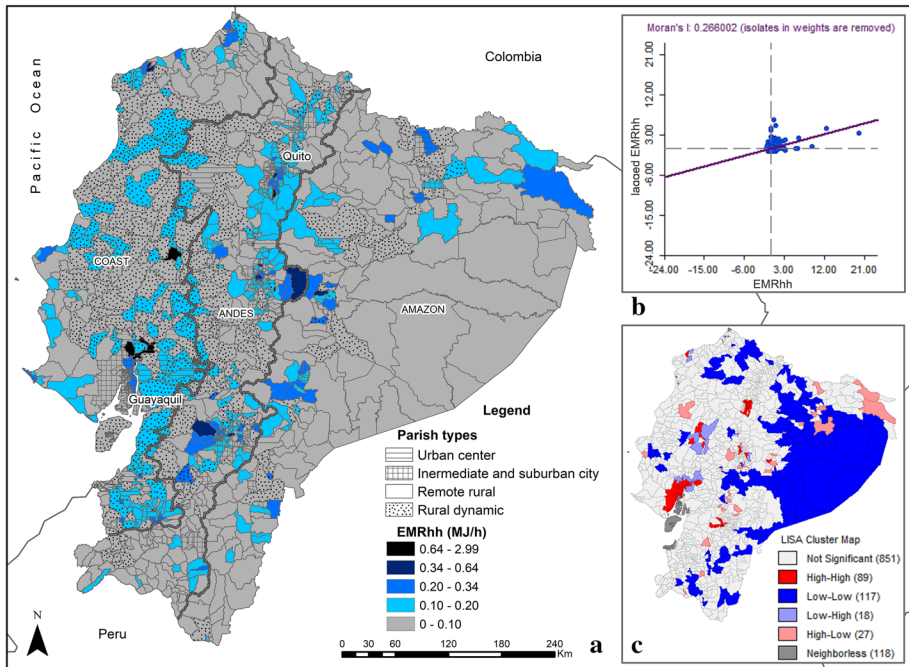 Pacific Ocean
Colombia
Quito
COAST
ANDES
AMAZON
Guayaquil
Peru
N
Legend
Parish types
Urban center
Inermediate and suburban city
Remote rural
Rural dynamic
EMRhh (MJ/h)
0.64 - 2.99
0.34 - 0.64
0.20 - 0.34
0.10 - 0.20
0 - 0.10
0 30 60 120 180 240
Km
a
Moran's I: 0.266002 (isolates in weights are removed)
lagged EMRhh
21.00
12.00
3.00
-6.00
-15.00
-24.00
-24.00 -15.00 -6.00 3.00 12.00 21.00
EMRhh
b
LISA Cluster Map
Not Significant (851)
High-High (89)
Low-Low (117)
Low-High (18)
High-Low (27)
Neighborless (118)
c